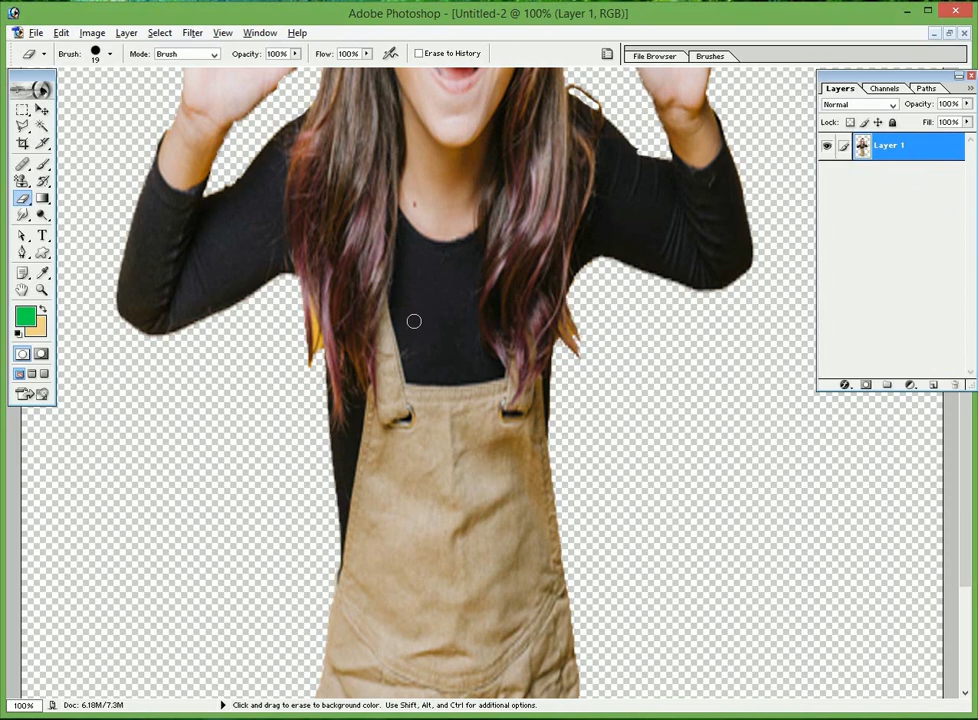 Adobe Photoshop - [Untitled-2 @ 100% (Layer 1, RGB)]
File Edit Image Layer Select Filter View Window Help
Brush: 19 Mode: Brush Opacity: 100% Flow: 100% Erase to History File Browser Brushes
Layers Channels Paths
Normal Opacity: 100%
Lock: Fill: 100%
Layer 1
T
100% Doc: 6.18M/7.3M Click and drag to erase to background color. Use Shift, Alt, and Ctrl for additional options.